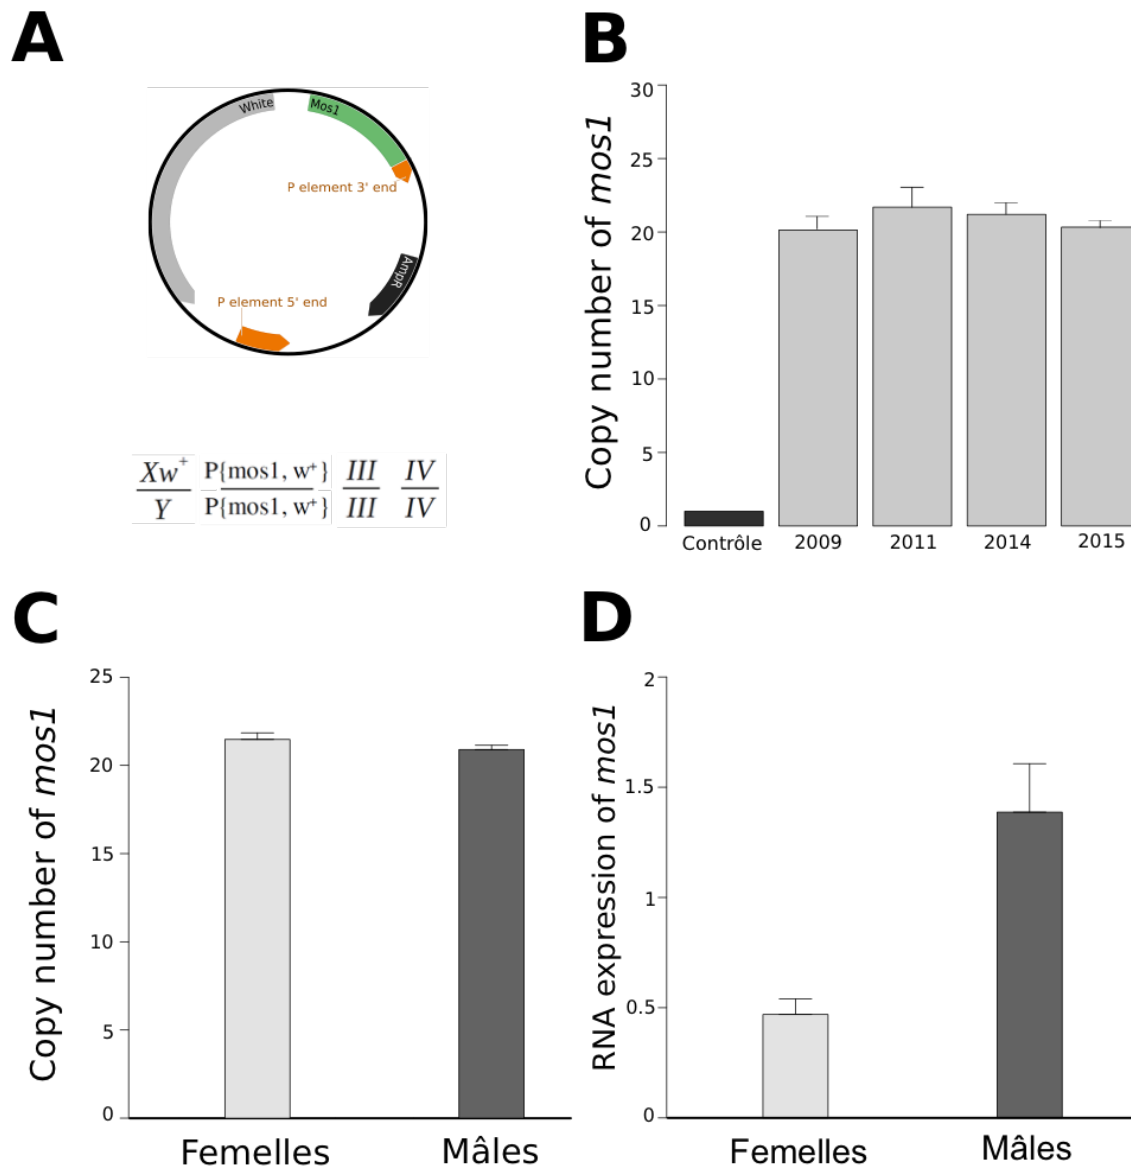 A
White
Mos1
P element 3' end
AmpR
P element 5' end
Xw+ P{mos1, w+} III IV
Y P{mos1, w+} III IV
B
Copy number of mos1
30
25
20
15
10
5
0
Contrôle 2009 2011 2014 2015
C
Copy number of mos1
25
20
15
10
5
0
Femelles Mâles
D
RNA expression of mos1
2
1.5
1
0.5
0
Femelles Mâles